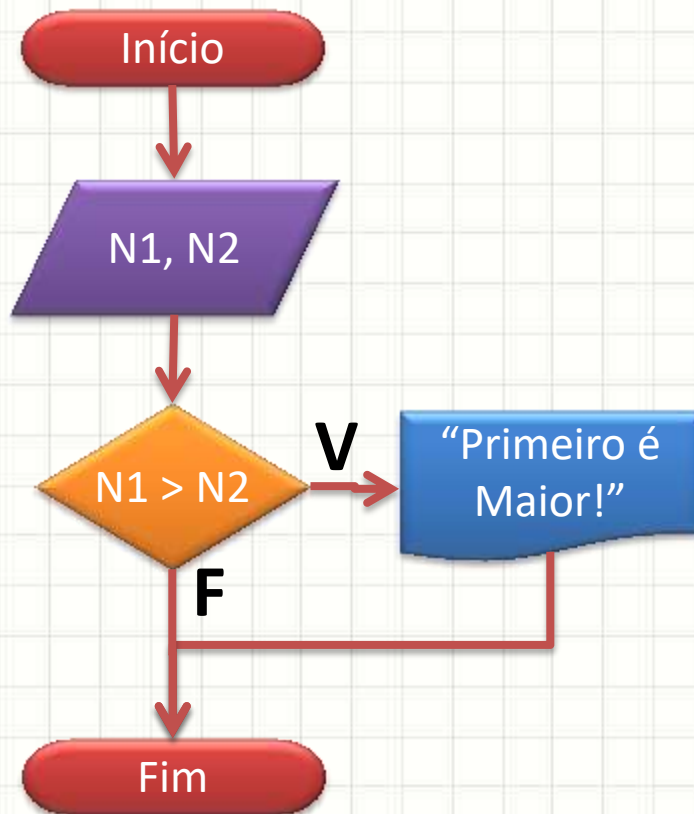 Início
N1, N2
N1 > N2
V
“Primeiro é
Maior!”
F
Fim